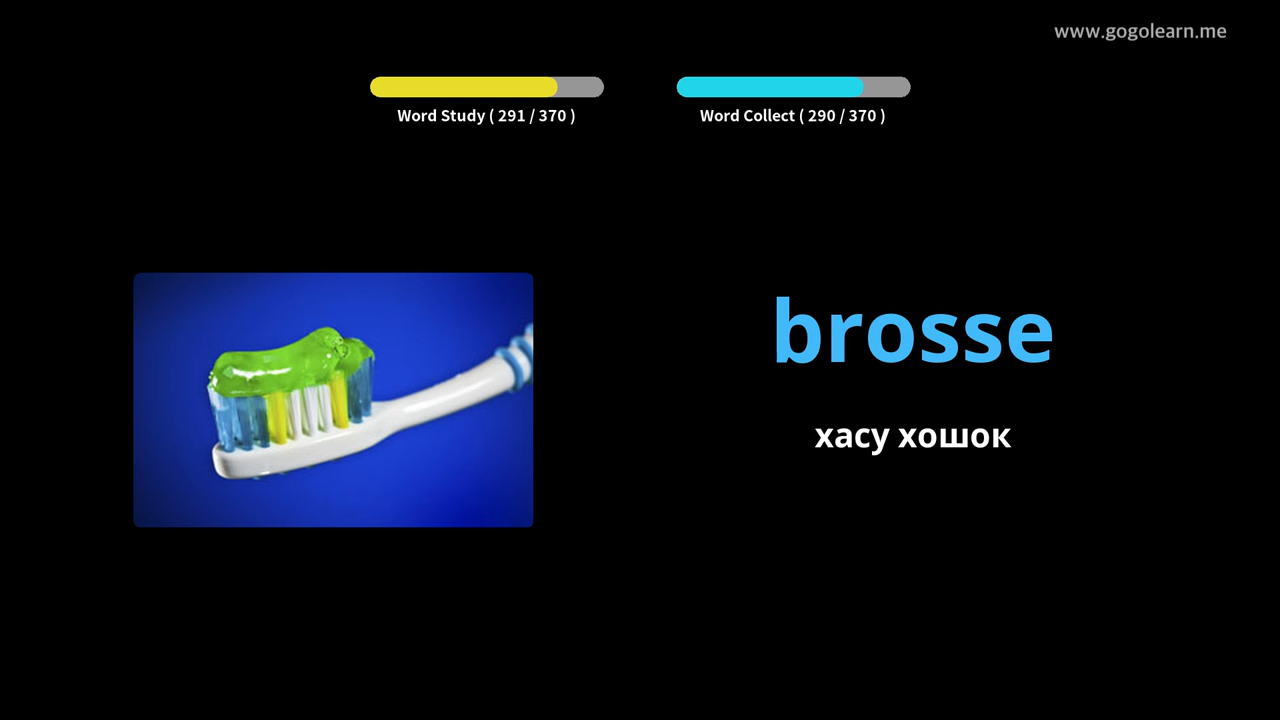 www.gogolearn.me
Word Study ( 291 / 370 )
Word Collect ( 290 / 370 )
brosse
хасу хошок